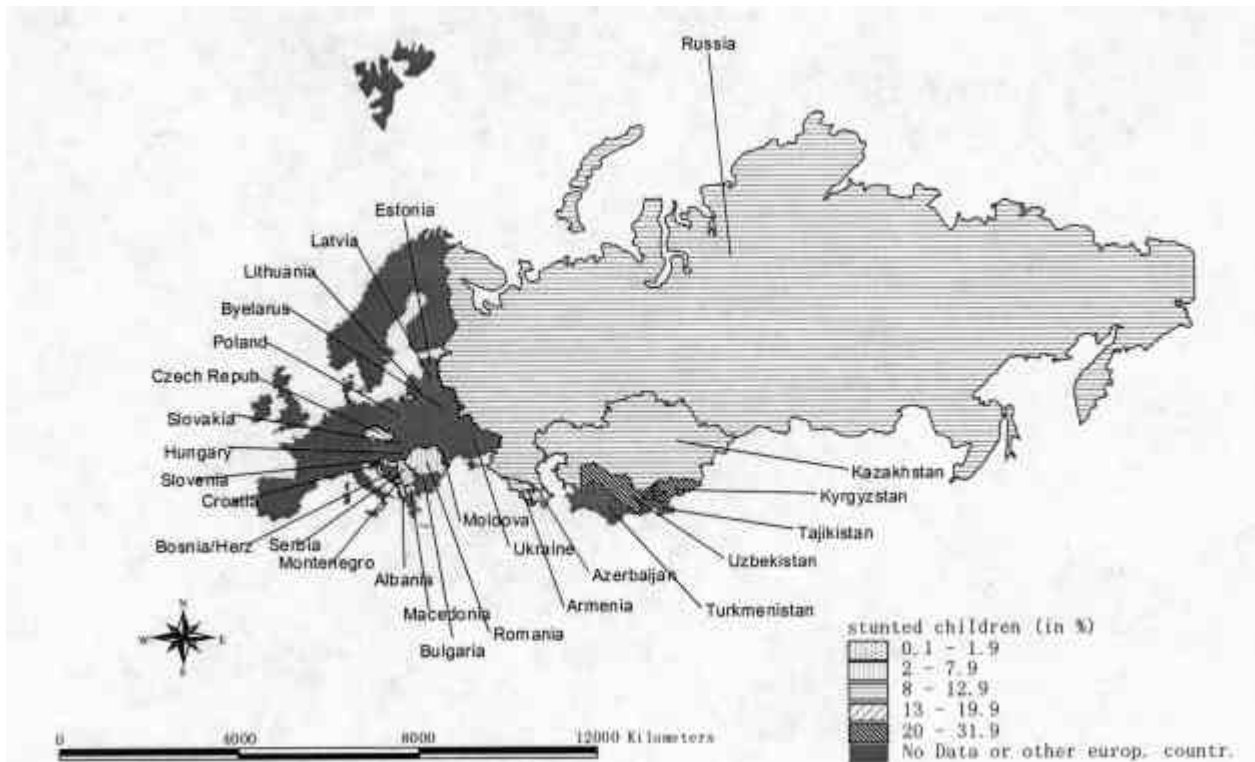 Russia
Estonia
Latvia
Lithuania
Byelarus
Poland
Czech Repub
Slovakia
Hungary
Slovenia
Croatia
Bosnia/Herz
Serbia
Montenegro
Albania
Macedonia
Bulgaria
Romania
Moldova
Ukraine
Azerbaijan
Armenia
Kazakhstan
Kyrgyzstan
Tajikistan
Uzbekistan
Turkmenistan
N
W E
S
stunted children (in %)
0.1 - 1.9
2 - 7.9
8 - 12.9
13 - 19.9
20 - 31.9
No Data or other europ. countr.
0 4000 8000 12000 Kilometers